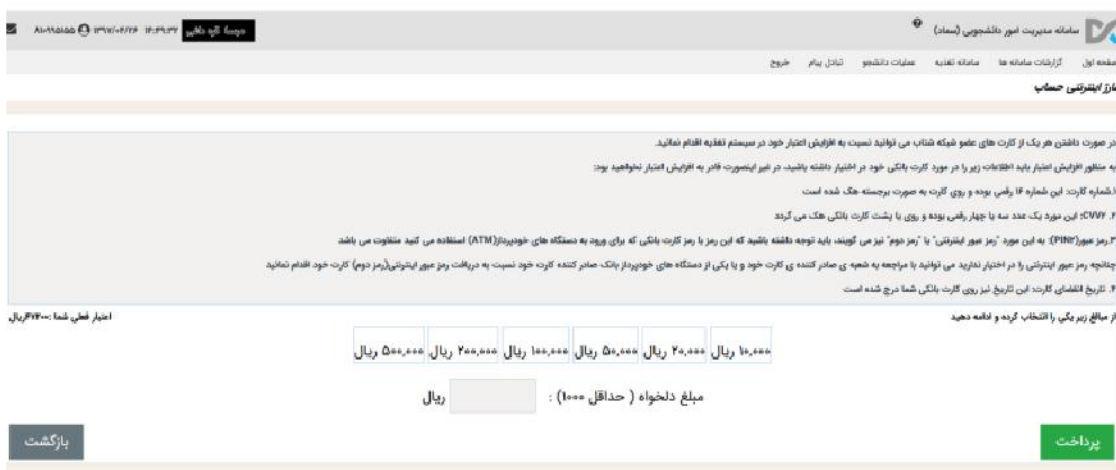 سامانه مدیریت امور دانشجویی (سماد)
۱۳۹۷/۰۶/۲۶ ۱۶:۴۹:۳۷
صفحه اول گزارشات سامانه ها سامانه تغذیه عملیات دانشجو تبادل پیام خروج
شارژ اینترنتی حساب
در صورت داشتن هر یک از کارت های عضو شبکه شتاب می توانید نسبت به افزایش اعتبار خود در سیستم تغذیه اقدام نمائید.
به منظور افزایش اعتبار باید اطلاعات زیر را در مورد کارت بانکی خود در اختیار داشته باشید، در غیر اینصورت قادر به افزایش اعتبار نخواهید بود:
۱.شماره کارت: این شماره ۱۶ رقمی بوده و روی کارت به صورت برجسته هک شده است
۲. CVV۲: این مورد یک عدد سه یا چهار رقمی بوده و روی یا پشت کارت بانکی هک می گردد
۳.رمز عبور(PIN۲): به این مورد "رمز عبور اینترنتی" یا "رمز دوم" نیز می گویند، باید توجه داشته باشید که این رمز با رمز کارت بانکی که برای ورود به دستگاه های خودپرداز(ATM) استفاده می کنید متفاوت می باشد
چنانچه رمز عبور اینترنتی را در اختیار ندارید می توانید با مراجعه به شعبه ی صادر کننده ی کارت خود و یا یکی از دستگاه های خودپرداز بانک صادر کننده کارت خود نسبت به دریافت رمز عبور اینترنتی(رمز دوم) کارت خود اقدام نمائید
۴. تاریخ انقضای کارت: این تاریخ نیز روی کارت بانکی شما درج شده است
از مبالغ زیر یکی را انتخاب کرده و ادامه دهید
اعتبار فعلی شما :۴۷۲۰۰ریال
۱۰,۰۰۰ ریال ۲۰,۰۰۰ ریال ۵۰,۰۰۰ ریال ۱۰۰,۰۰۰ ریال ۲۰۰,۰۰۰ ریال ۵۰۰,۰۰۰ ریال
مبلغ دلخواه ( حداقل ۱۰۰۰) : ریال
پرداخت
بازگشت